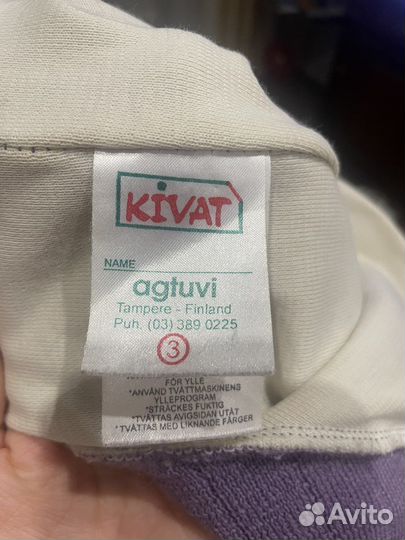 KIVAT
NAME
agtuvi
Tampere - Finland
Puh. (03) 389 0225
3
FÖR YLLE
*ANVÄND TVÄTTMASKINENS
YLLEPROGRAM
*STRÄCKES FUKTIG
*TVÄTTAS AVIGSIDAN UTÅT
*TVÄTTAS MED LIKNANDE FÄRGER
Avito